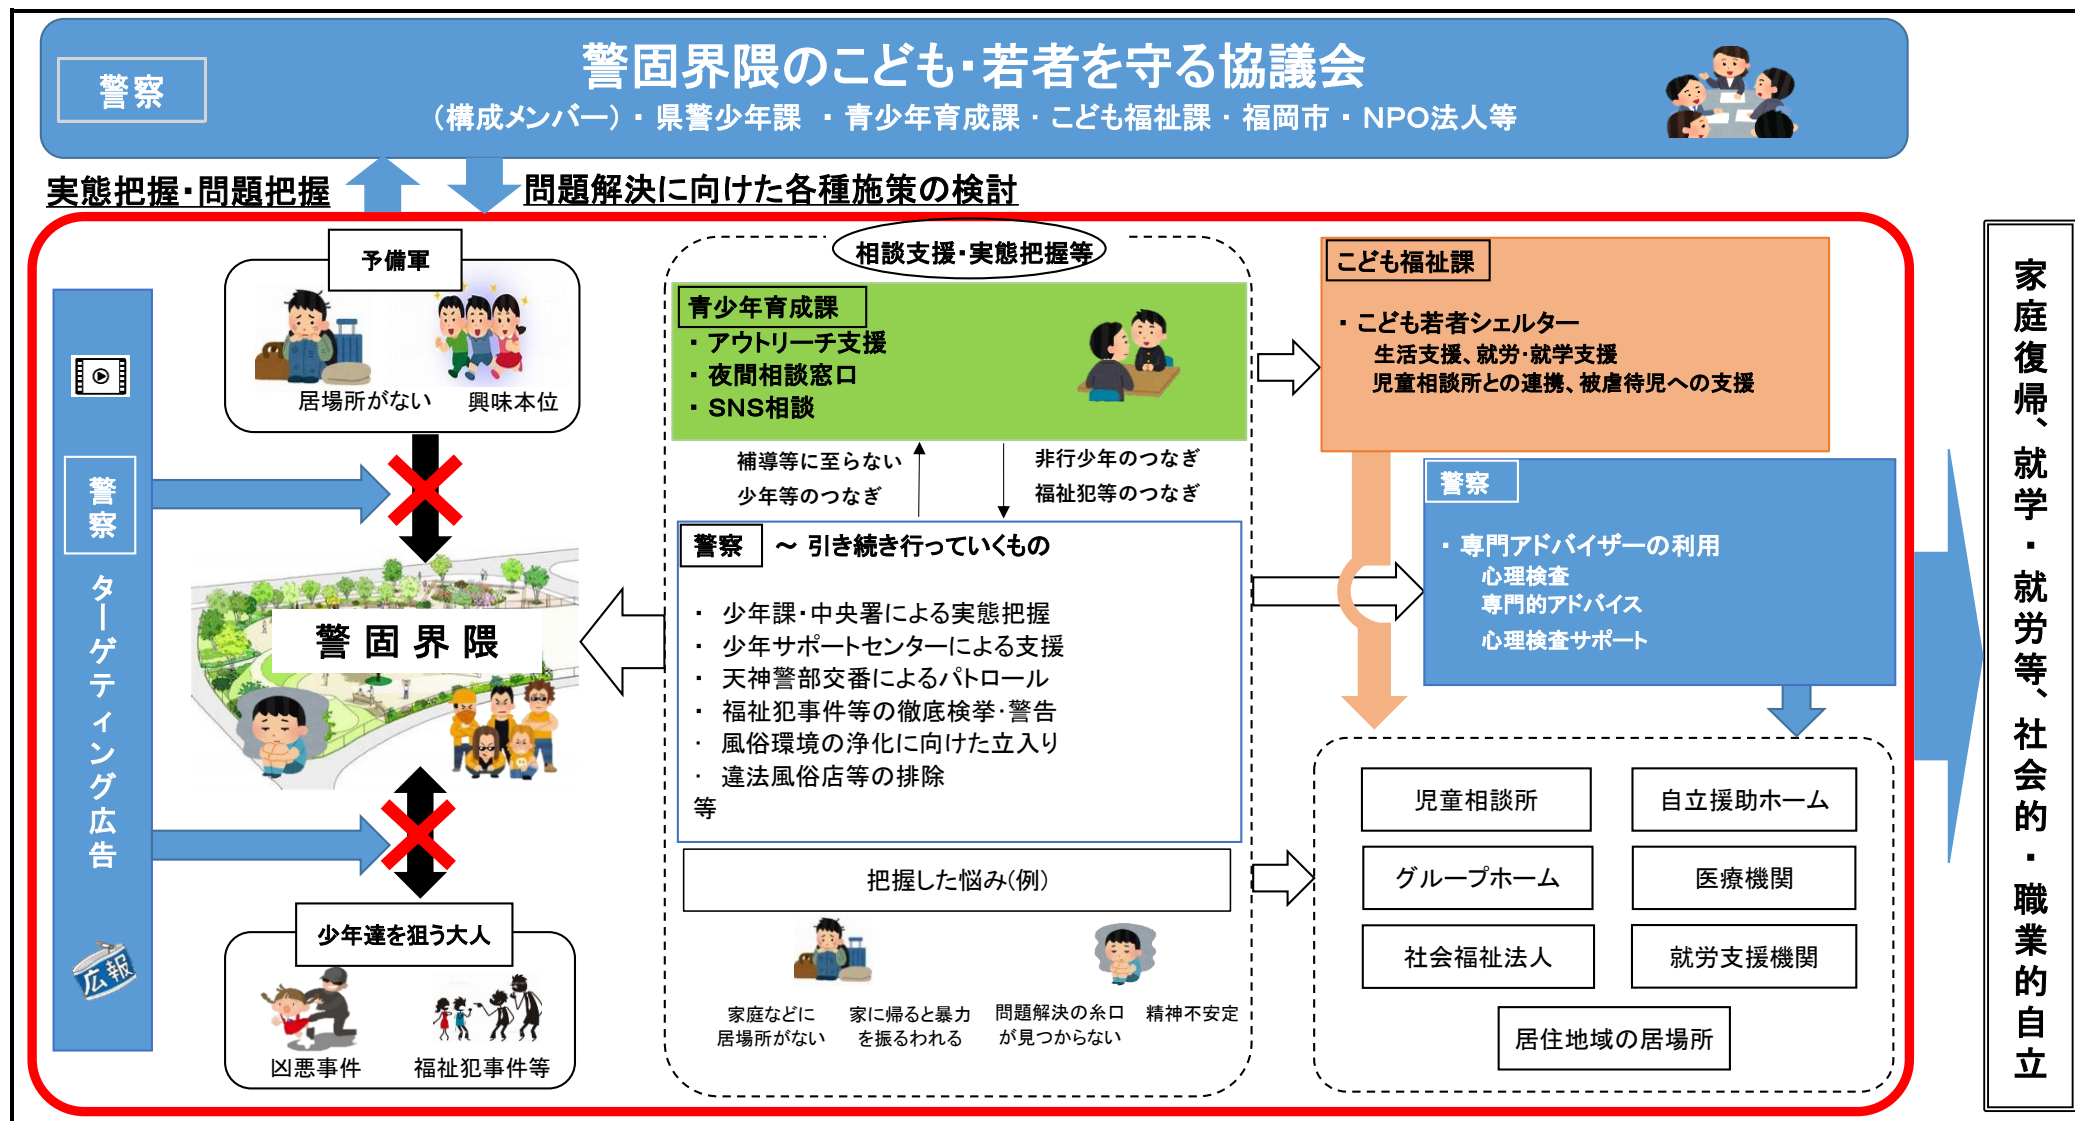 警察
警固界隈のこども・若者を守る協議会
（構成メンバー）・県警少年課 ・青少年育成課・こども福祉課・福岡市・NPO法人等
実態把握・問題把握
問題解決に向けた各種施策の検討
警察
ターゲティング広告
広報
予備軍
居場所がない
興味本位
警固界隈
少年達を狙う大人
凶悪事件
福祉犯事件等
相談支援・実態把握等
青少年育成課
・アウトリーチ支援
・夜間相談窓口
・SNS相談
補導等に至らない
少年等のつなぎ
非行少年のつなぎ
福祉犯等のつなぎ
警察 ～ 引き続き行っていくもの
・ 少年課・中央署による実態把握
・ 少年サポートセンターによる支援
・ 天神警部交番によるパトロール
・ 福祉犯事件等の徹底検挙・警告
・ 風俗環境の浄化に向けた立入り
・ 違法風俗店等の排除
等
把握した悩み(例)
家庭などに
居場所がない
家に帰ると暴力
を振るわれる
問題解決の糸口
が見つからない
精神不安定
こども福祉課
・こども若者シェルター
生活支援、就労・就学支援
児童相談所との連携、被虐待児への支援
警察
・専門アドバイザーの利用
心理検査
専門的アドバイス
心理検査サポート
児童相談所
自立援助ホーム
グループホーム
医療機関
社会福祉法人
就労支援機関
居住地域の居場所
家庭復帰、就学・就労等、社会的・職業的自立